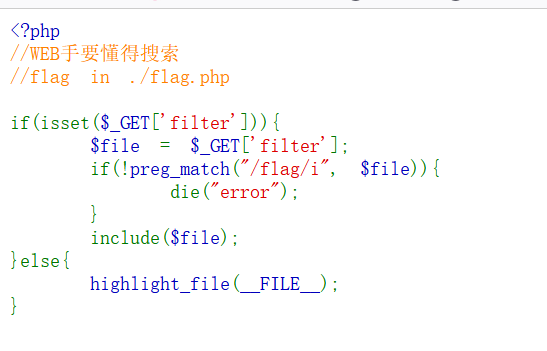 <?php
//WEB手要懂得搜索
//flag in ./flag.php
if(isset($_GET['filter'])){
$file = $_GET['filter'];
if(!preg_match("/flag/i", $file)){
die("error");
}
include($file);
}else{
highlight_file(__FILE__);
}